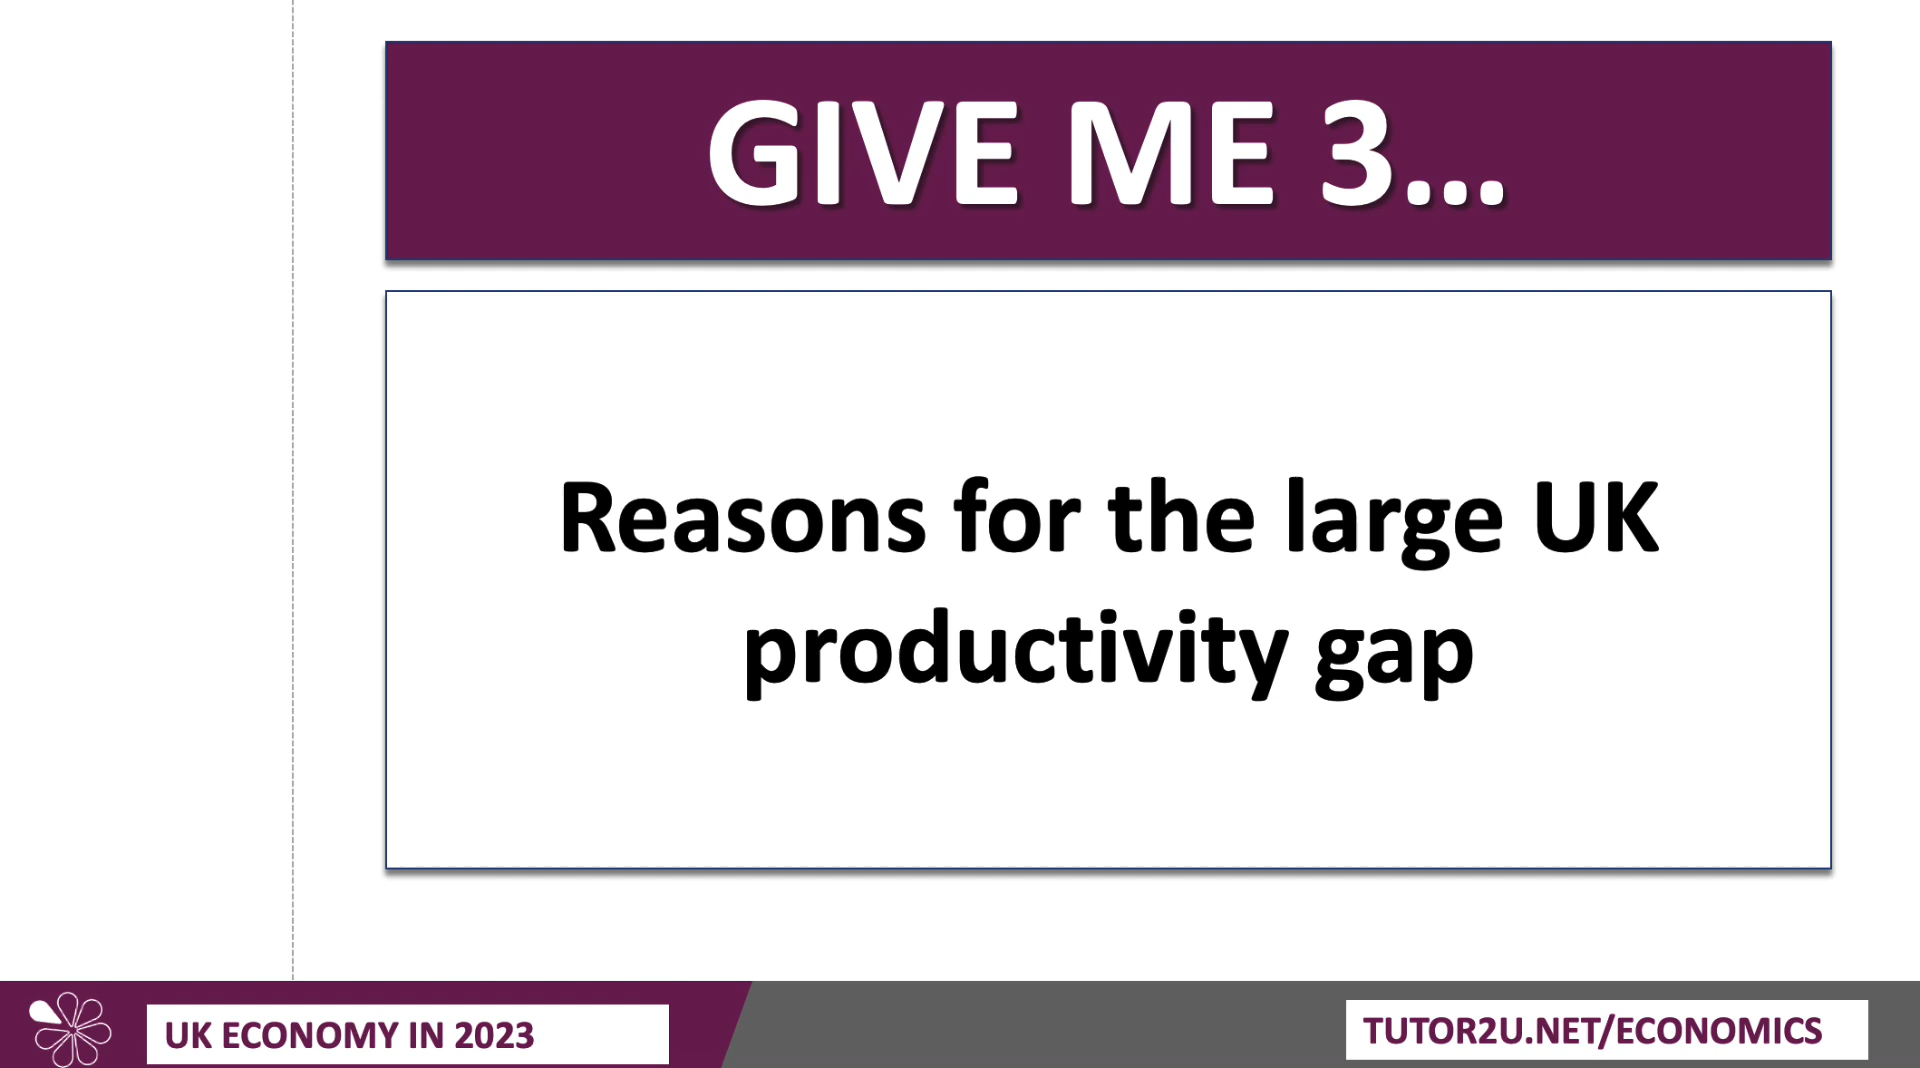 GIVE ME 3...
Reasons for the large UK
productivity gap
UK ECONOMY IN 2023
TUTOR2U.NET/ECONOMICS